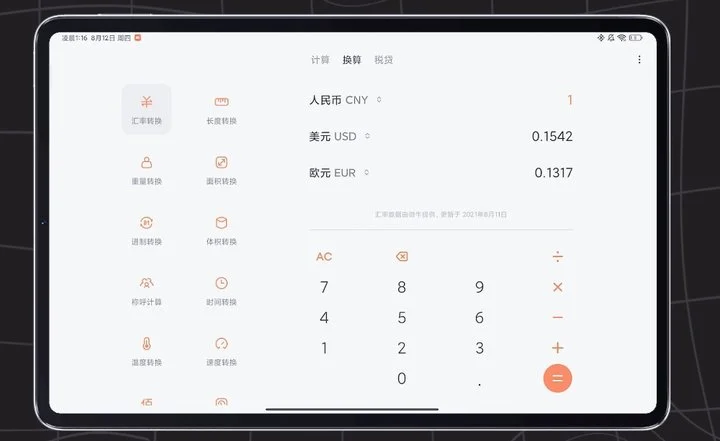 凌晨1:16 8月12日 周四
计算 换算 税贷
汇率转换 长度转换
重量转换 面积转换
进制转换 体积转换
称呼计算 时间转换
温度转换 速度转换
人民币 CNY 1
美元 USD 0.1542
欧元 EUR 0.1317
汇率数据由微牛提供，更新于 2021年8月11日
AC ÷
7 8 9 ×
4 5 6 −
1 2 3 +
0 . =